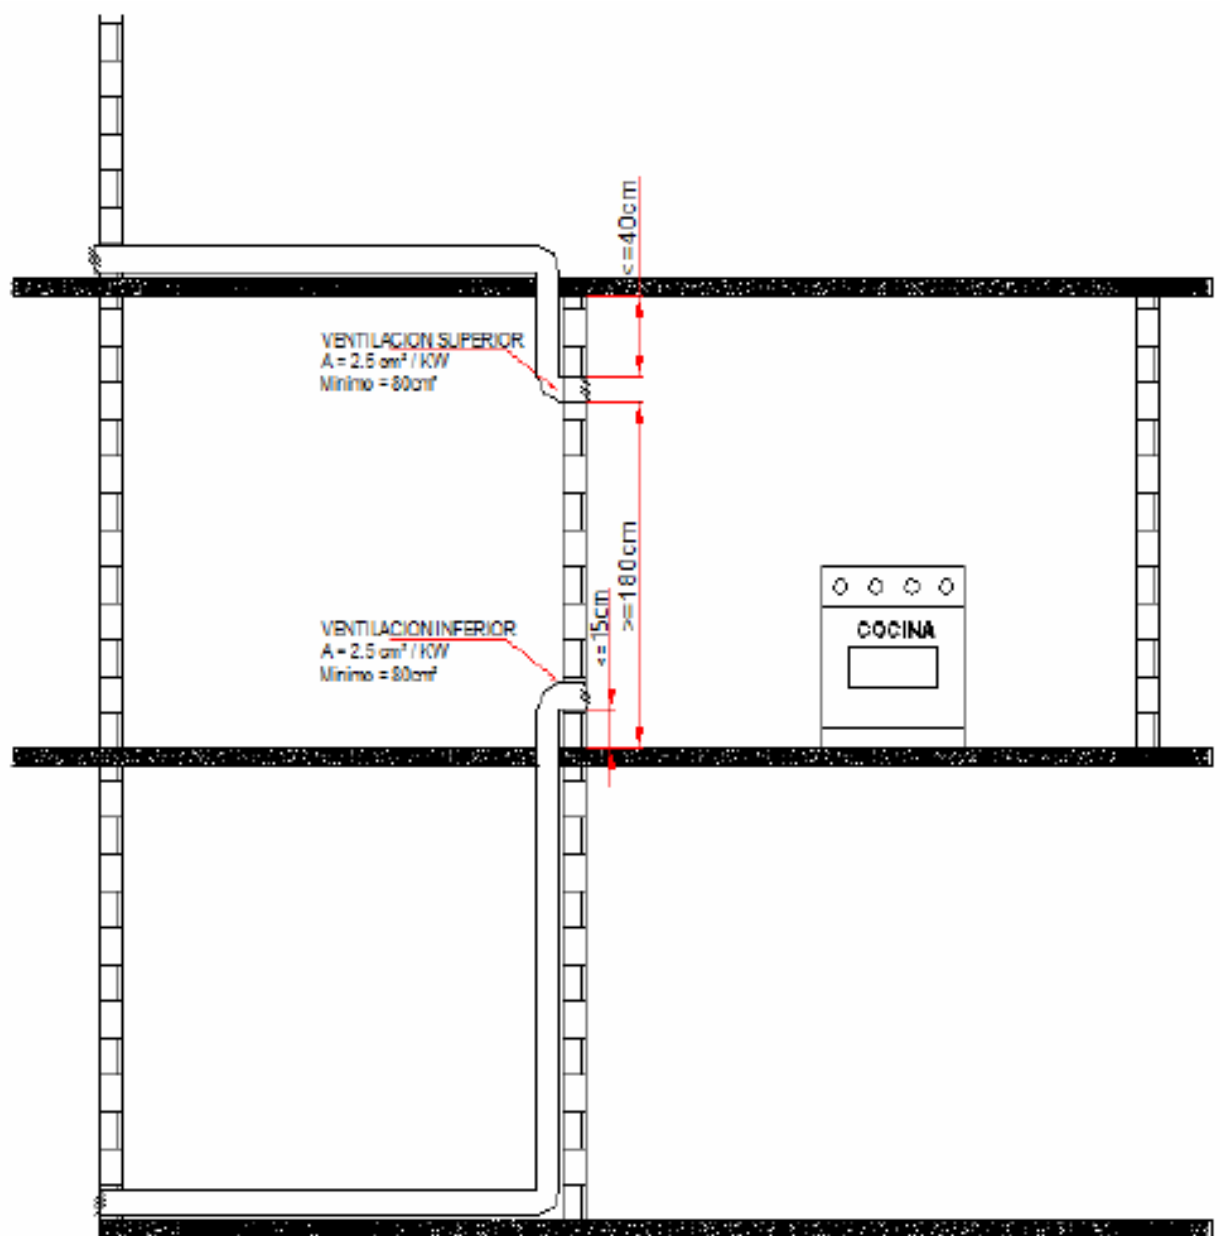 <=40cm
VENTILACION SUPERIOR
A = 2.5 cm² / KW
Minimo = 80cm²
>=180cm
<=15cm
VENTILACION INFERIOR
A = 2.5 cm² / KW
Minimo = 80cm²
COCINA